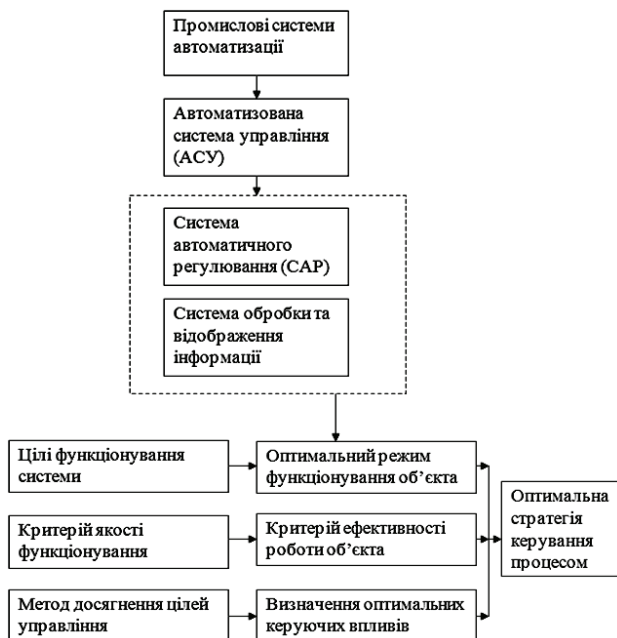 Промислові системи
автоматизації
Автоматизована
система управління
(АСУ)
Система
автоматичного
регулювання (САР)
Система обробки та
відображення
інформації
Цілі функціонування
системи
Оптимальний режим
функціонування об’єкта
Критерій якості
функціонування
Критерій ефективності
роботи об’єкта
Метод досягнення цілей
управління
Визначення оптимальних
керуючих впливів
Оптимальна
стратегія
керування
процесом